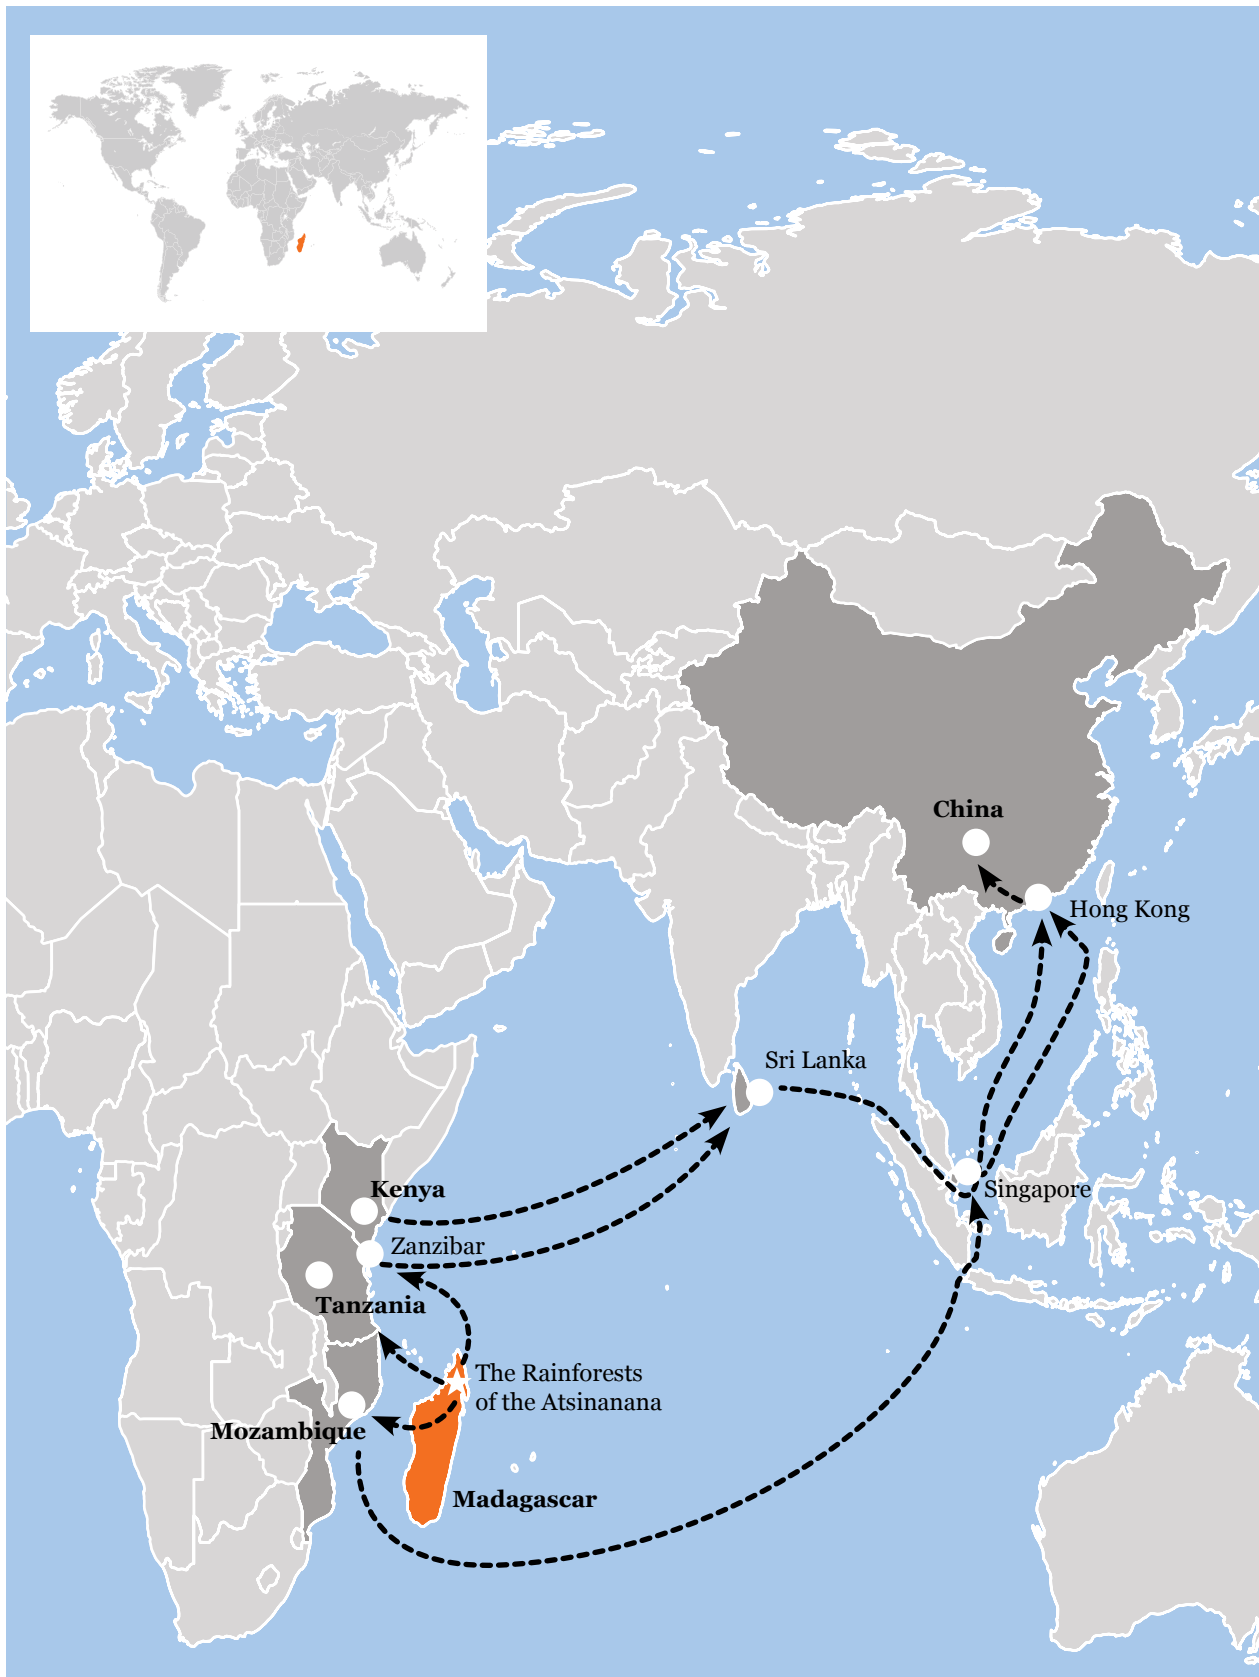 China
Hong Kong
Sri Lanka
Singapore
Kenya
Zanzibar
Tanzania
The Rainforests
of the Atsinanana
Mozambique
Madagascar